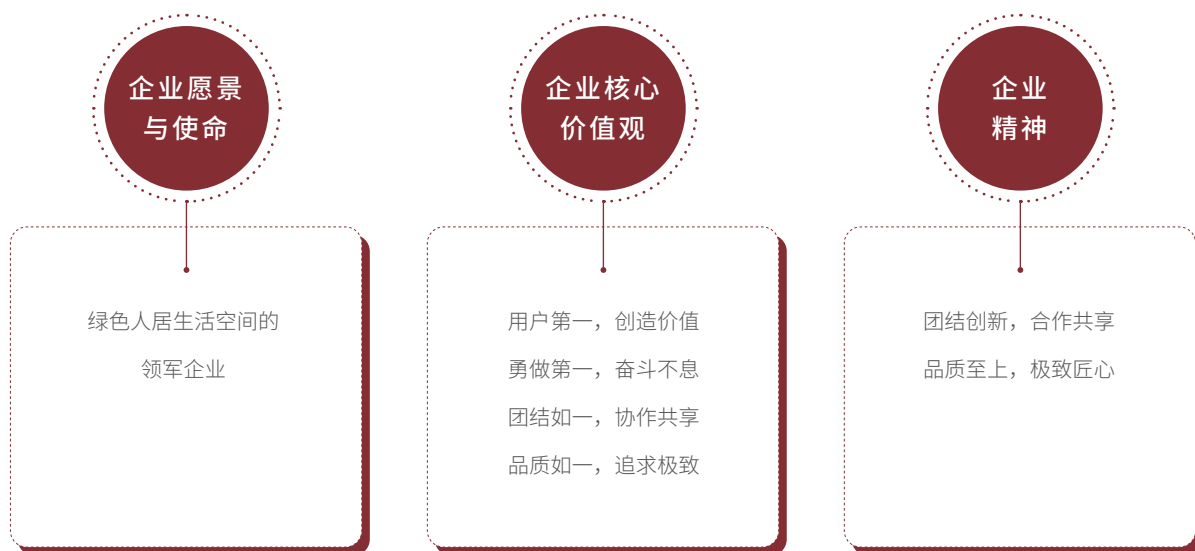 企业愿景
与使命
绿色人居生活空间的
领军企业
企业核心
价值观
用户第一，创造价值
勇做第一，奋斗不息
团结如一，协作共享
品质如一，追求极致
企业
精神
团结创新，合作共享
品质至上，极致匠心